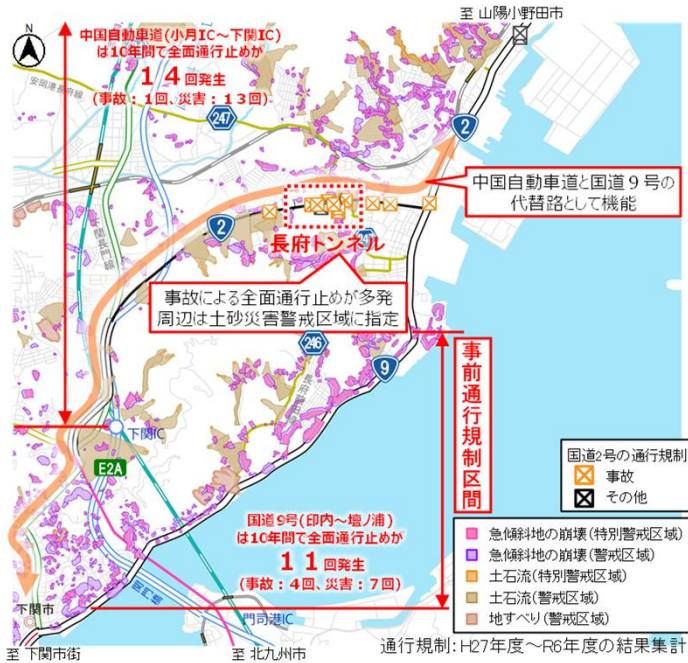 至 山陽小野田市
N
中国自動車道(小月IC～下関IC)
は10年間で全面通行止めが
１４回発生
(事故：1回、災害：13回)
安岡港長府線
247
2
中国自動車道と国道９号の
代替路として機能
2
長府トンネル
事故による全面通行止めが多発
周辺は土砂災害警戒区域に指定
246
9
事前通行規制区間
下関IC
E2A
国道2号の通行規制
事故
その他
国道9号(印内～壇ノ浦)
は10年間で全面通行止めが
１１回発生
(事故：4回、災害：7回)
急傾斜地の崩壊(特別警戒区域)
急傾斜地の崩壊(警戒区域)
土石流(特別警戒区域)
土石流(警戒区域)
地すべり(警戒区域)
下関市
門司港IC
至 下関市街
至 北九州市
通行規制：H27年度～R6年度の結果集計